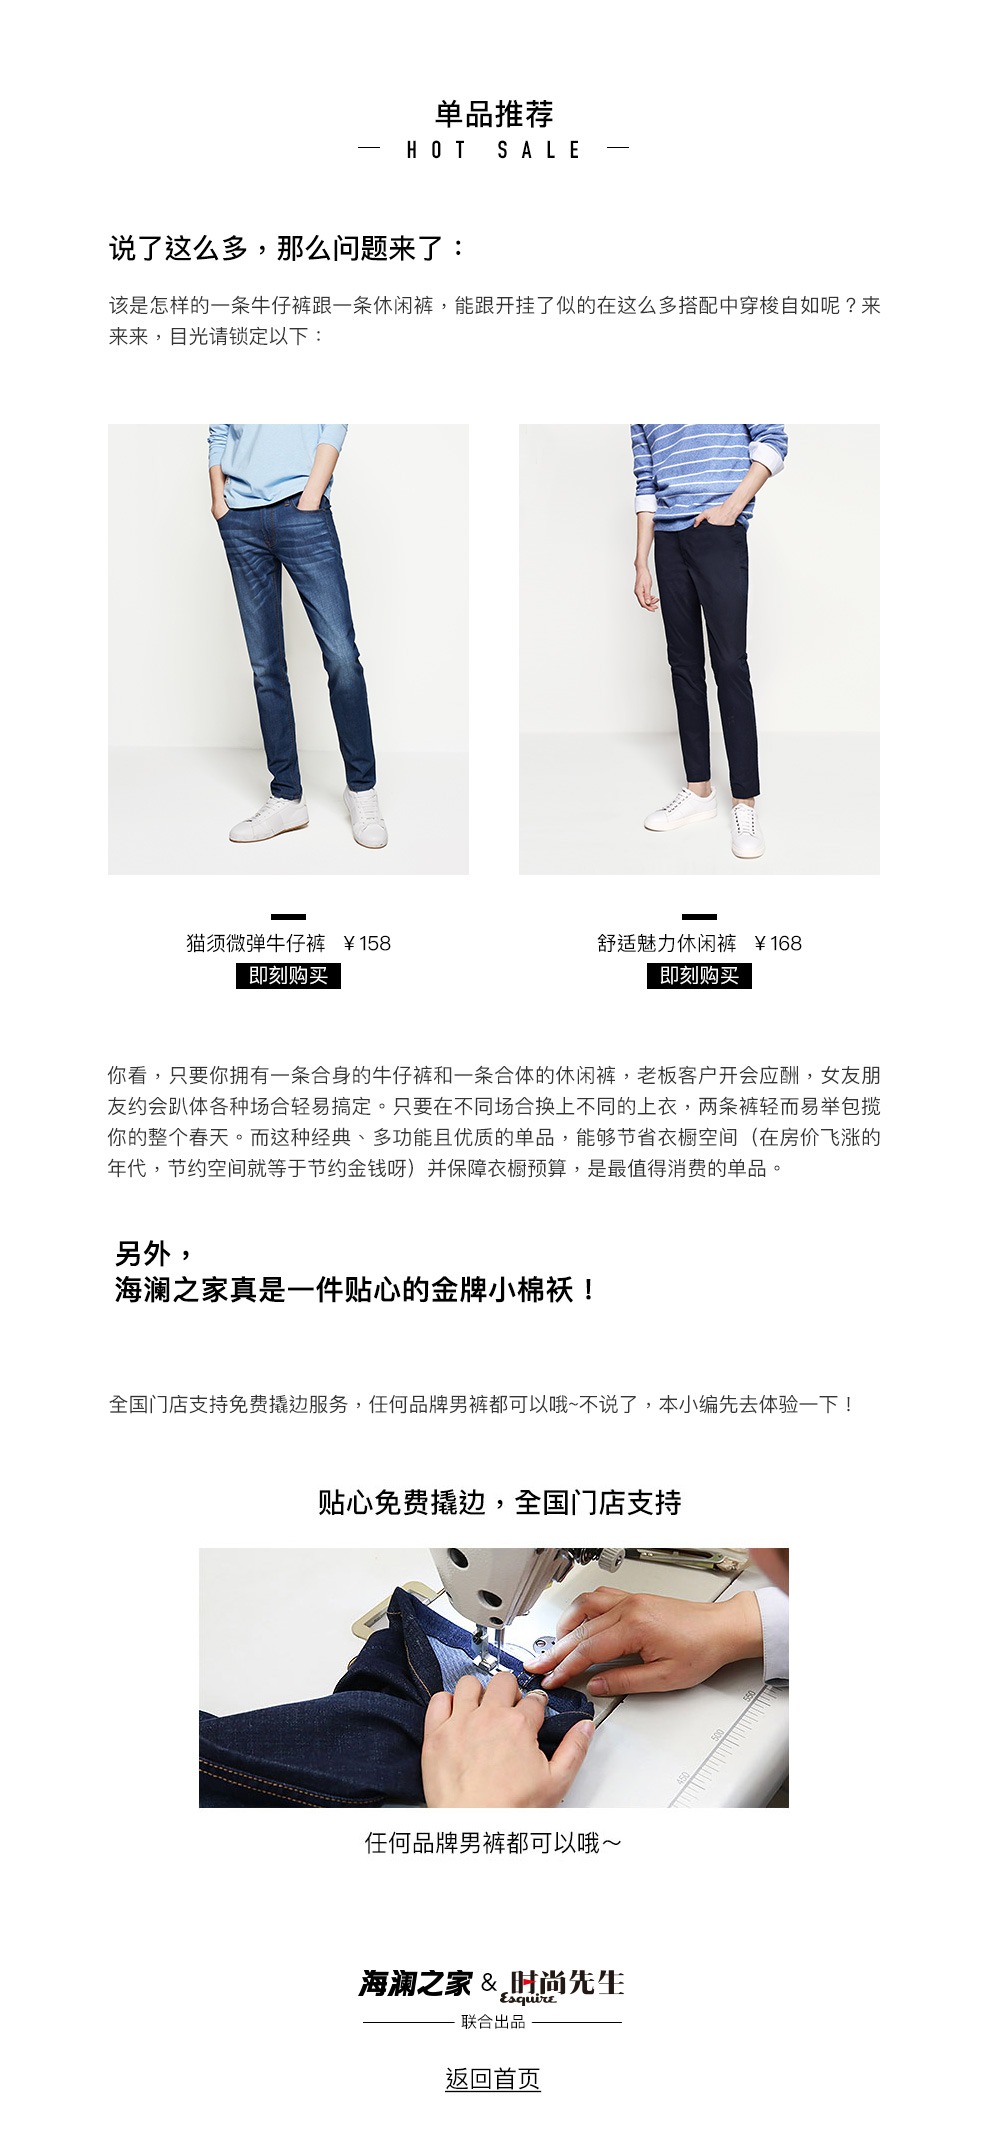 单品推荐
HOT SALE
说了这么多，那么问题来了：
该是怎样的一条牛仔裤跟一条休闲裤，能跟开挂了似的在这么多搭配中穿梭自如呢？来
来来，目光请锁定以下：
猫须微弹牛仔裤 ￥158
即刻购买
舒适魅力休闲裤 ￥168
即刻购买
你看，只要你拥有一条合身的牛仔裤和一条合体的休闲裤，老板客户开会应酬，女友朋
友约会趴体各种场合轻易搞定。只要在不同场合换上不同的上衣，两条裤轻而易举包揽
你的整个春天。而这种经典、多功能且优质的单品，能够节省衣橱空间（在房价飞涨的
年代，节约空间就等于节约金钱呀）并保障衣橱预算，是最值得消费的单品。
另外，
海澜之家真是一件贴心的金牌小棉袄！
全国门店支持免费撬边服务，任何品牌男裤都可以哦~不说了，本小编先去体验一下！
贴心免费撬边，全国门店支持
550
500
450
任何品牌男裤都可以哦～
海澜之家 & 时尚先生
Esquire
联合出品
返回首页